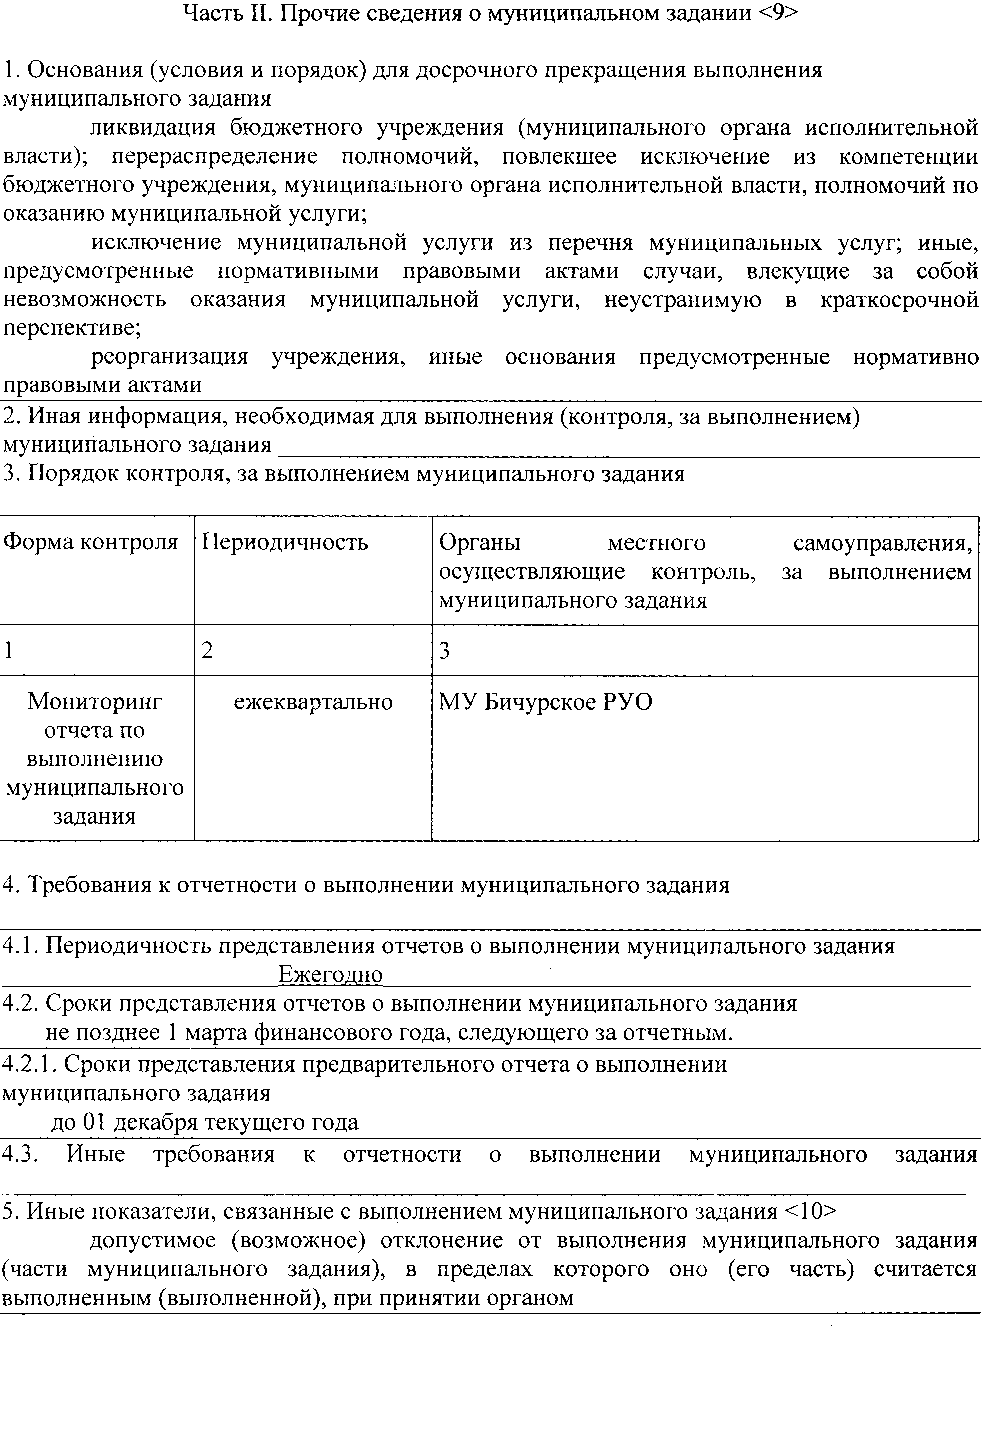 Часть II. Прочие сведения о муниципальном задании <9>
1. Основания (условия и порядок) для досрочного прекращения выполнения
муниципального задания
ликвидация бюджетного учреждения (муниципального органа исполнительной
власти); перераспределение полномочий, повлекшее исключение из компетенции
бюджетного учреждения, муниципального органа исполнительной власти, полномочий по
оказанию муниципальной услуги;
исключение муниципальной услуги из перечня муниципальных услуг; иные,
предусмотренные нормативными правовыми актами случаи, влекущие за собой
невозможность оказания муниципальной услуги, неустранимую в краткосрочной
перспективе;
реорганизация учреждения, иные основания предусмотренные нормативно
правовыми актами
2. Иная информация, необходимая для выполнения (контроля, за выполнением)
муниципального задания
3. Порядок контроля, за выполнением муниципального задания
Форма контроля
Периодичность
Органы местного самоуправления,
осуществляющие контроль, за выполнением
муниципального задания
1
2
3
Мониторинг
отчета по
выполнению
муниципального
задания
ежеквартально
МУ Бичурское РУО
4. Требования к отчетности о выполнении муниципального задания
4.1. Периодичность представления отчетов о выполнении муниципального задания
Ежегодно
4.2. Сроки представления отчетов о выполнении муниципального задания
не позднее 1 марта финансового года, следующего за отчетным.
4.2.1. Сроки представления предварительного отчета о выполнении
муниципального задания
до 01 декабря текущего года
4.3. Иные требования к отчетности о выполнении муниципального задания
5. Иные показатели, связанные с выполнением муниципального задания <10>
допустимое (возможное) отклонение от выполнения муниципального задания
(части муниципального задания), в пределах которого оно (его часть) считается
выполненным (выполненной), при принятии органом